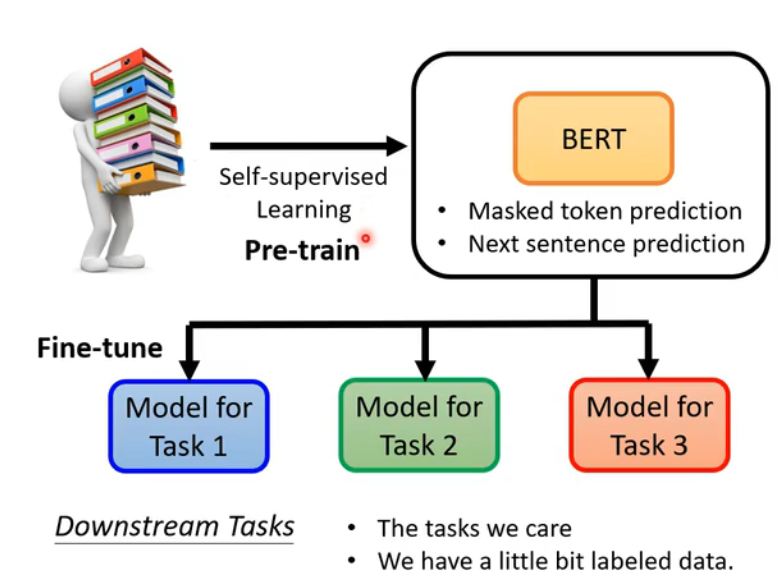 BERT
Self-supervised
Learning
Pre-train
• Masked token prediction
• Next sentence prediction
Fine-tune
Model for
Task 1
Model for
Task 2
Model for
Task 3
Downstream Tasks
• The tasks we care
• We have a little bit labeled data.